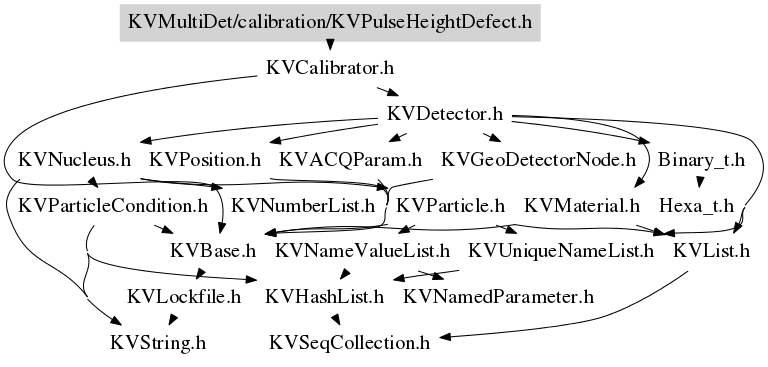 KVMultiDet/calibration/KVPulseHeightDefect.h
KVCalibrator.h
KVDetector.h
KVNucleus.h KVPosition.h KVACQParam.h KVGeoDetectorNode.h Binary_t.h
KVParticleCondition.h KVNumberList.h KVParticle.h KVMaterial.h Hexa_t.h
KVBase.h KVNameValueList.h KVUniqueNameList.h KVList.h
KVLockfile.h KVHashList.h KVNamedParameter.h
KVString.h KVSeqCollection.h